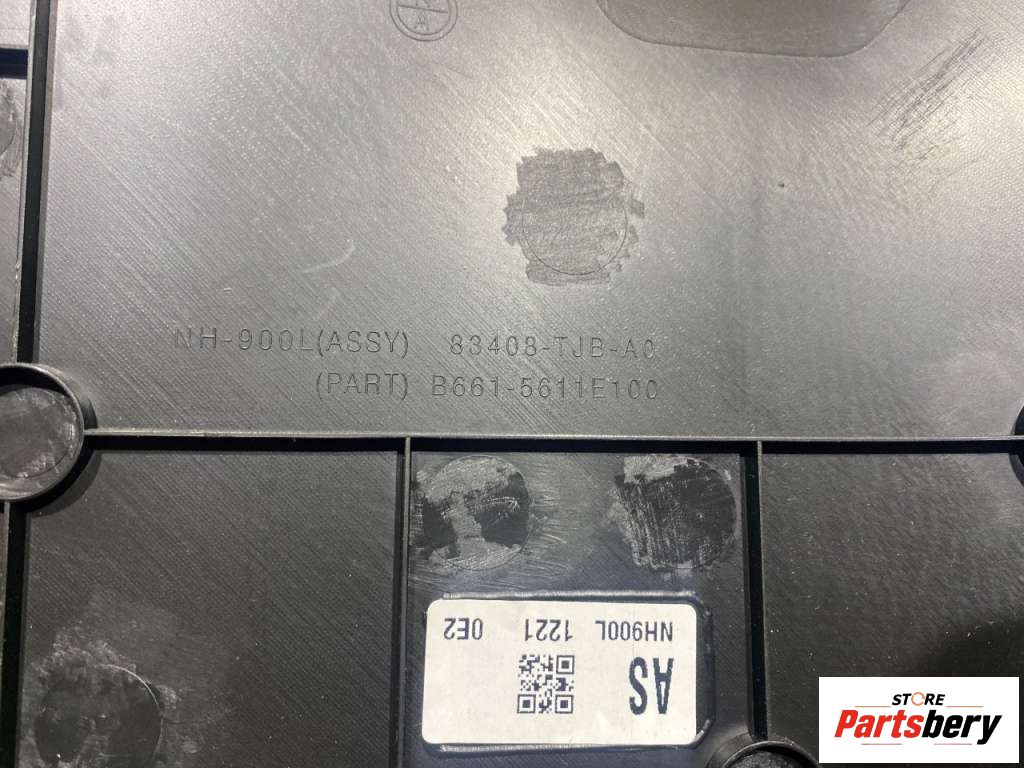 NH-900L(ASSY) 83408-TJB-A0
(PART) B661-5611E100
NH900L 1221 0E2
AS
STORE
Partsbery